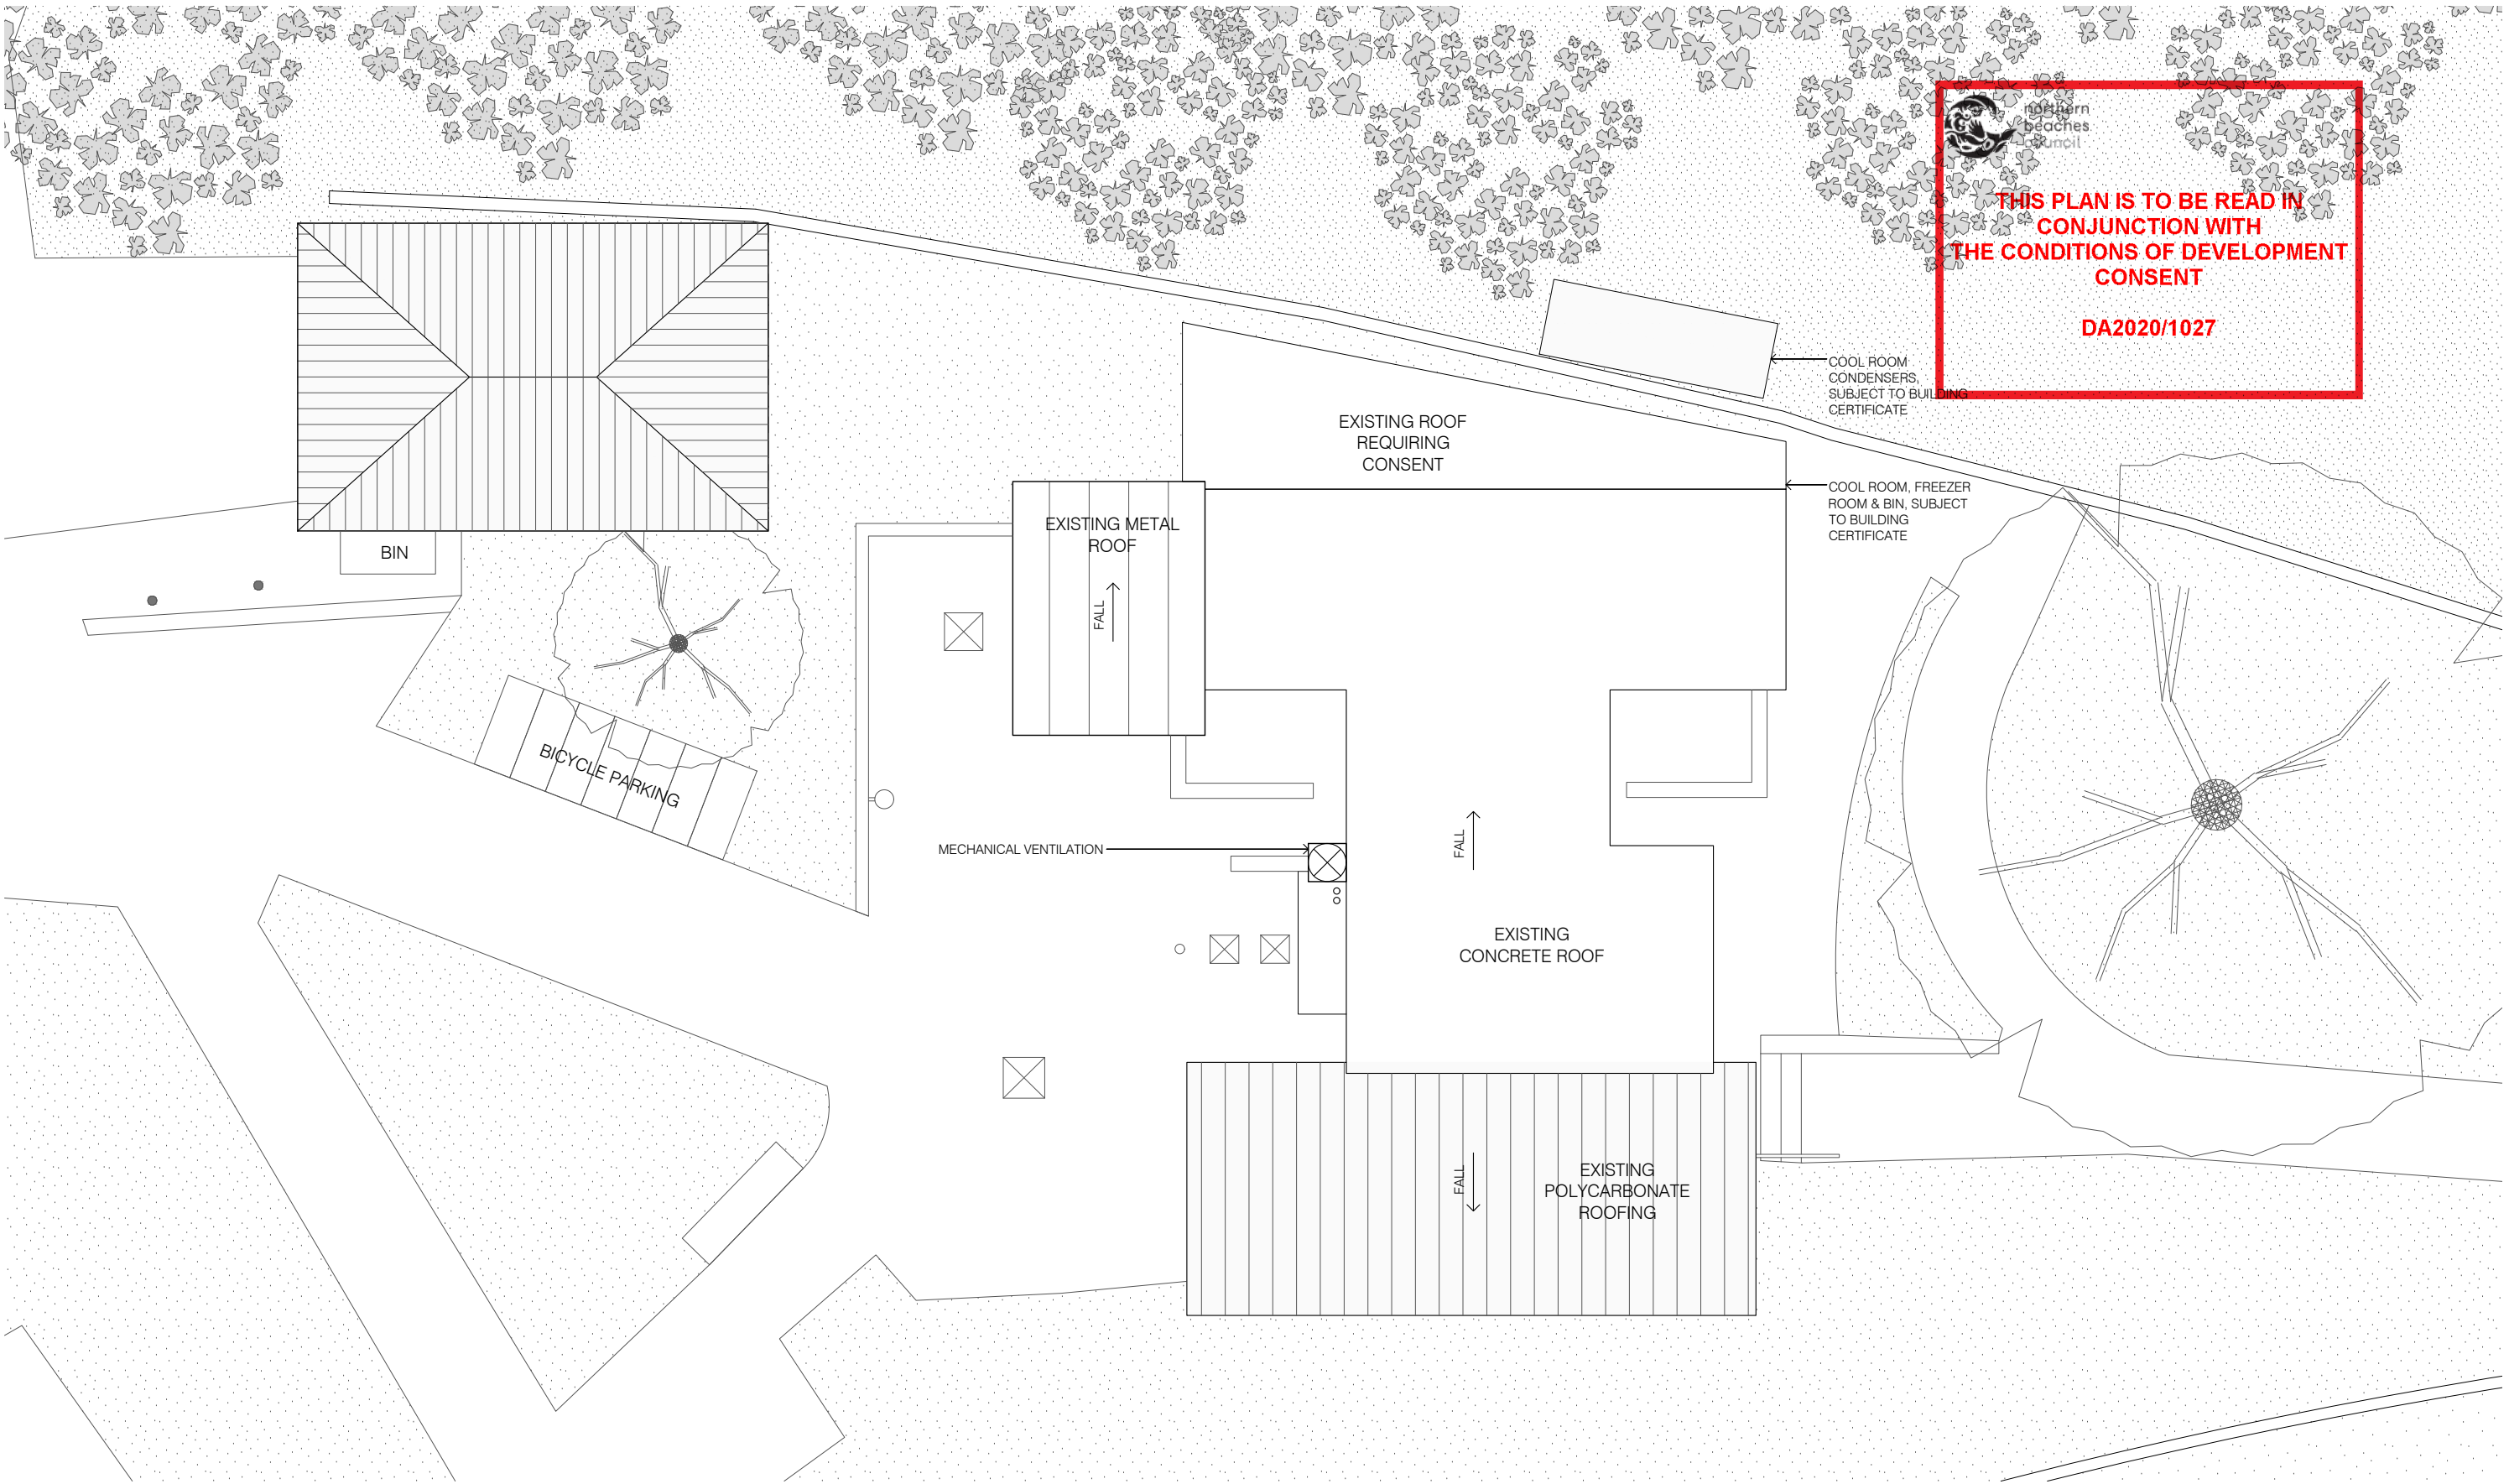 northern
beaches
council
THIS PLAN IS TO BE READ IN
CONJUNCTION WITH
THE CONDITIONS OF DEVELOPMENT
CONSENT
DA2020/1027
COOL ROOM
CONDENSERS,
SUBJECT TO BUILDING
CERTIFICATE
EXISTING ROOF
REQUIRING
CONSENT
COOL ROOM, FREEZER
ROOM & BIN, SUBJECT
TO BUILDING
CERTIFICATE
EXISTING METAL
ROOF
FALL
BIN
BICYCLE PARKING
MECHANICAL VENTILATION
FALL
EXISTING
CONCRETE ROOF
FALL
EXISTING
POLYCARBONATE
ROOFING